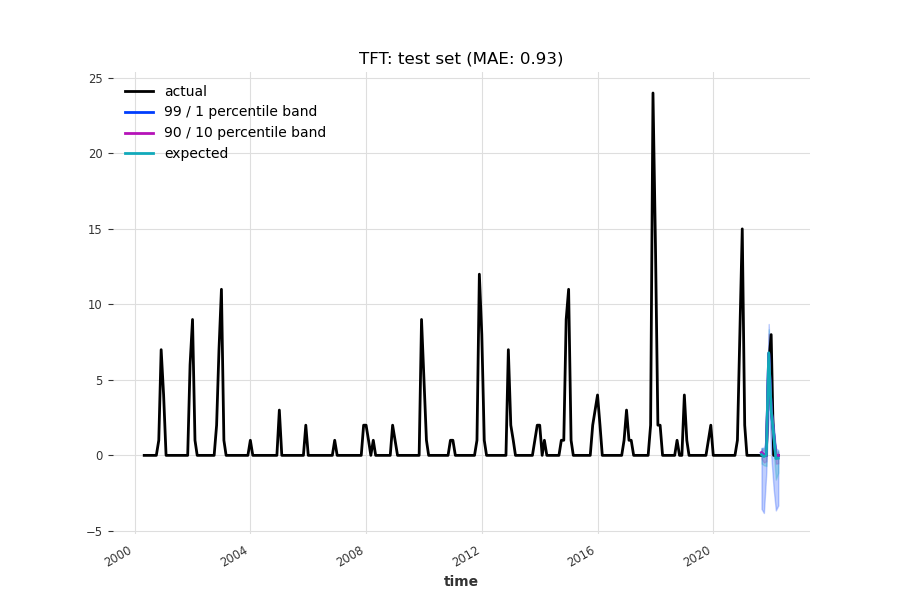 TFT: test set (MAE: 0.93)
25
20
15
10
5
0
−5
actual
99 / 1 percentile band
90 / 10 percentile band
expected
2000
2004
2008
2012
2016
2020
time